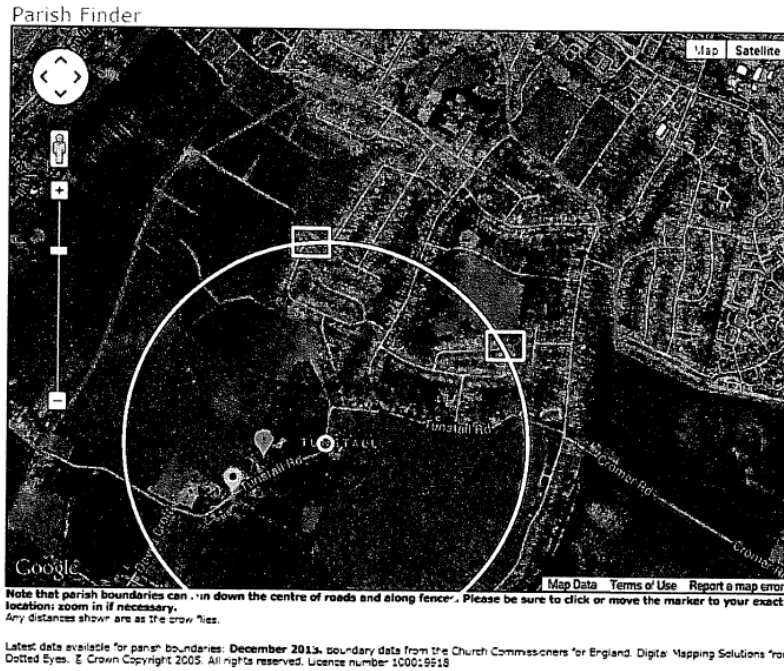 Parish Finder
Map Satellite
TUNSTALL
Tunstall Rd
Tunstall Rd
Cromer Rd
Cromer
Google
Map Data Terms of Use Report a map error
Note that parish boundaries can down the centre of roads and along fences. Please be sure to click or move the marker to your exact
location; zoom in if necessary.
Any distances shown are as the crow flies.
Latest data available for parish boundaries: December 2013. Boundary data from the Church Commissioners for England. Digital Mapping Solutions from
Dotted Eyes. © Crown Copyright 2005. All rights reserved. Licence number 100019918